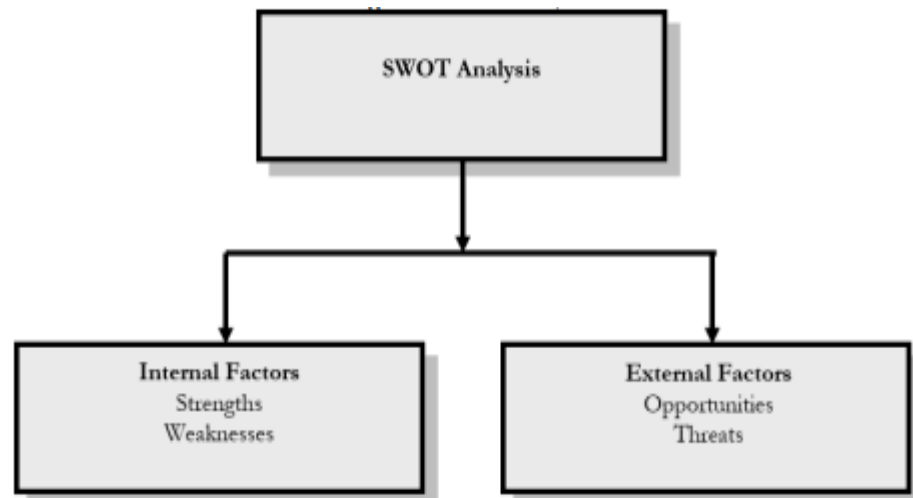 SWOT Analysis
Internal Factors
Strengths
Weaknesses
External Factors
Opportunities
Threats